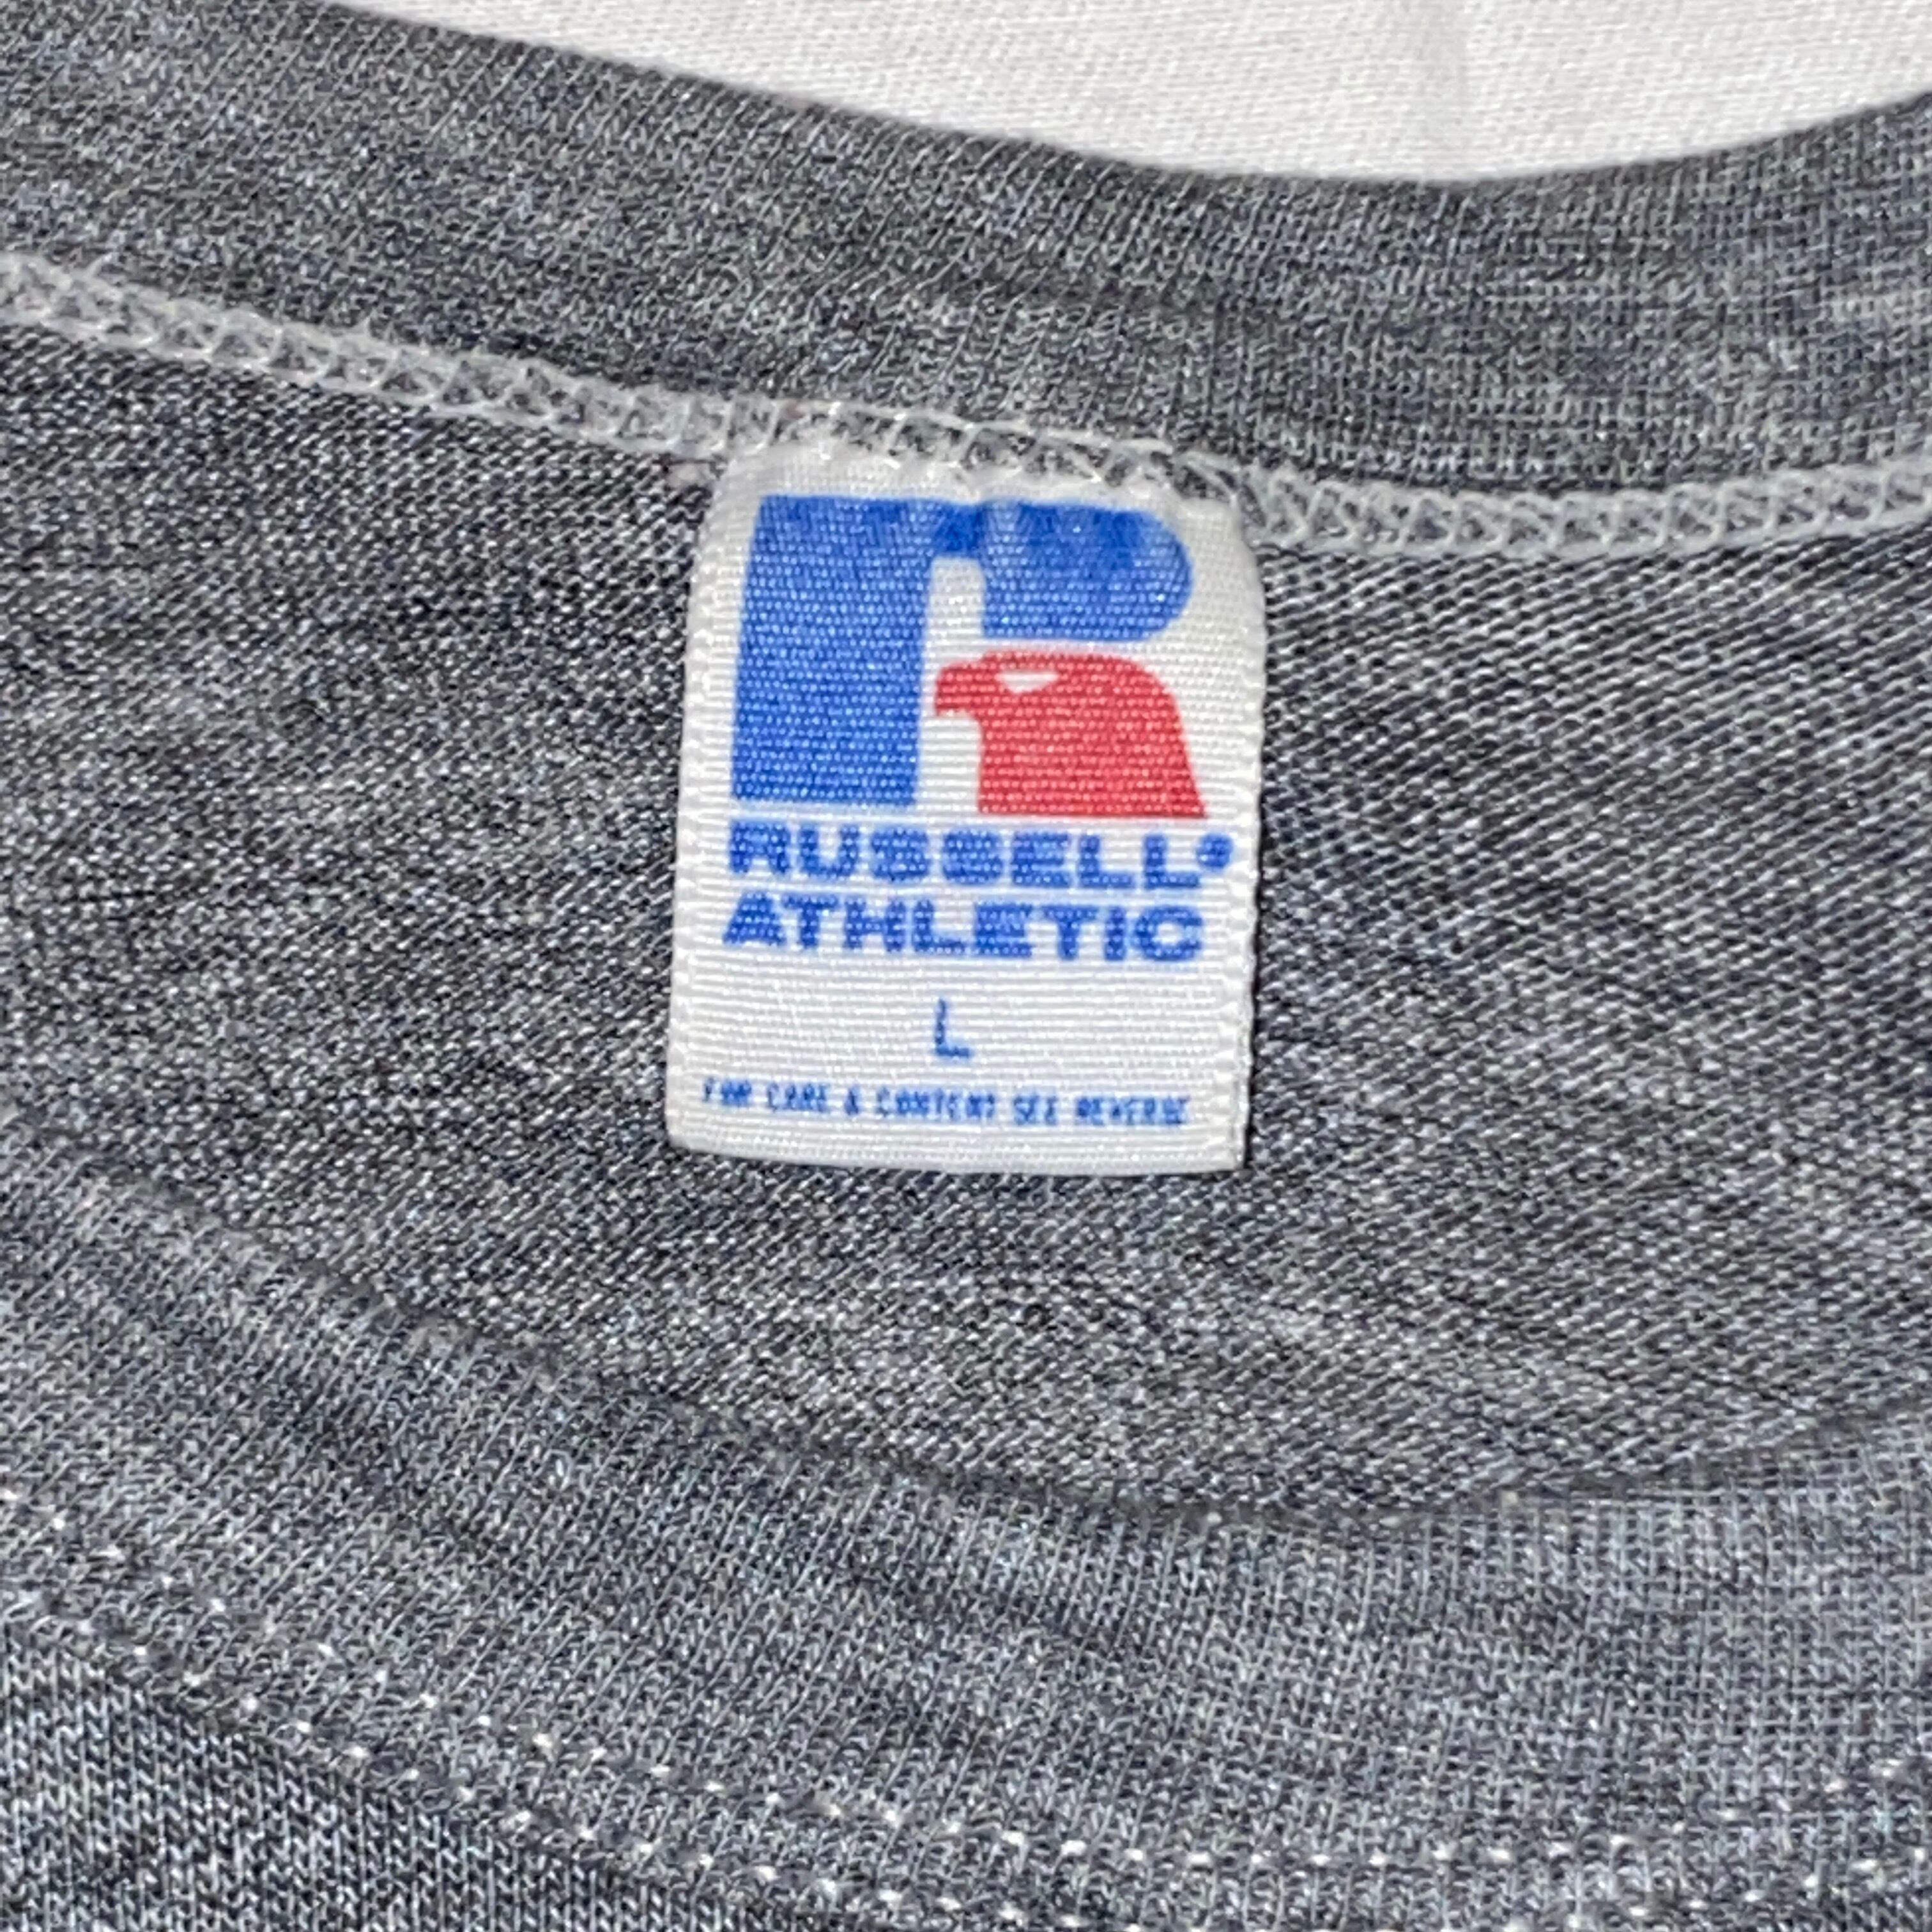 R
RUSSELL®
ATHLETIC
L
FOR CARE & CONTENT SEE REVERSE